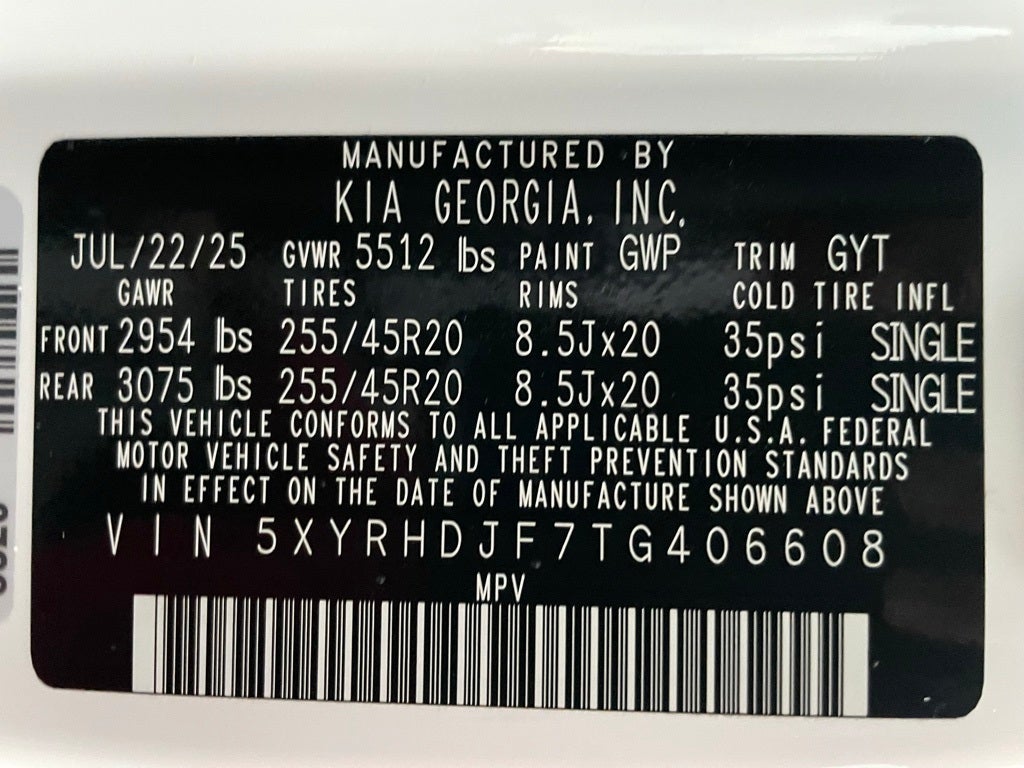 MANUFACTURED BY
KIA GEORGIA, INC.
JUL/22/25 GVWR 5512 lbs PAINT GWP TRIM GYT
GAWR TIRES RIMS COLD TIRE INFL
FRONT 2954 lbs 255/45R20 8.5Jx20 35psi SINGLE
REAR 3075 lbs 255/45R20 8.5Jx20 35psi SINGLE
THIS VEHICLE CONFORMS TO ALL APPLICABLE U.S.A. FEDERAL
MOTOR VEHICLE SAFETY AND THEFT PREVENTION STANDARDS
IN EFFECT ON THE DATE OF MANUFACTURE SHOWN ABOVE
VIN 5XYRHDJF7TG406608
MPV